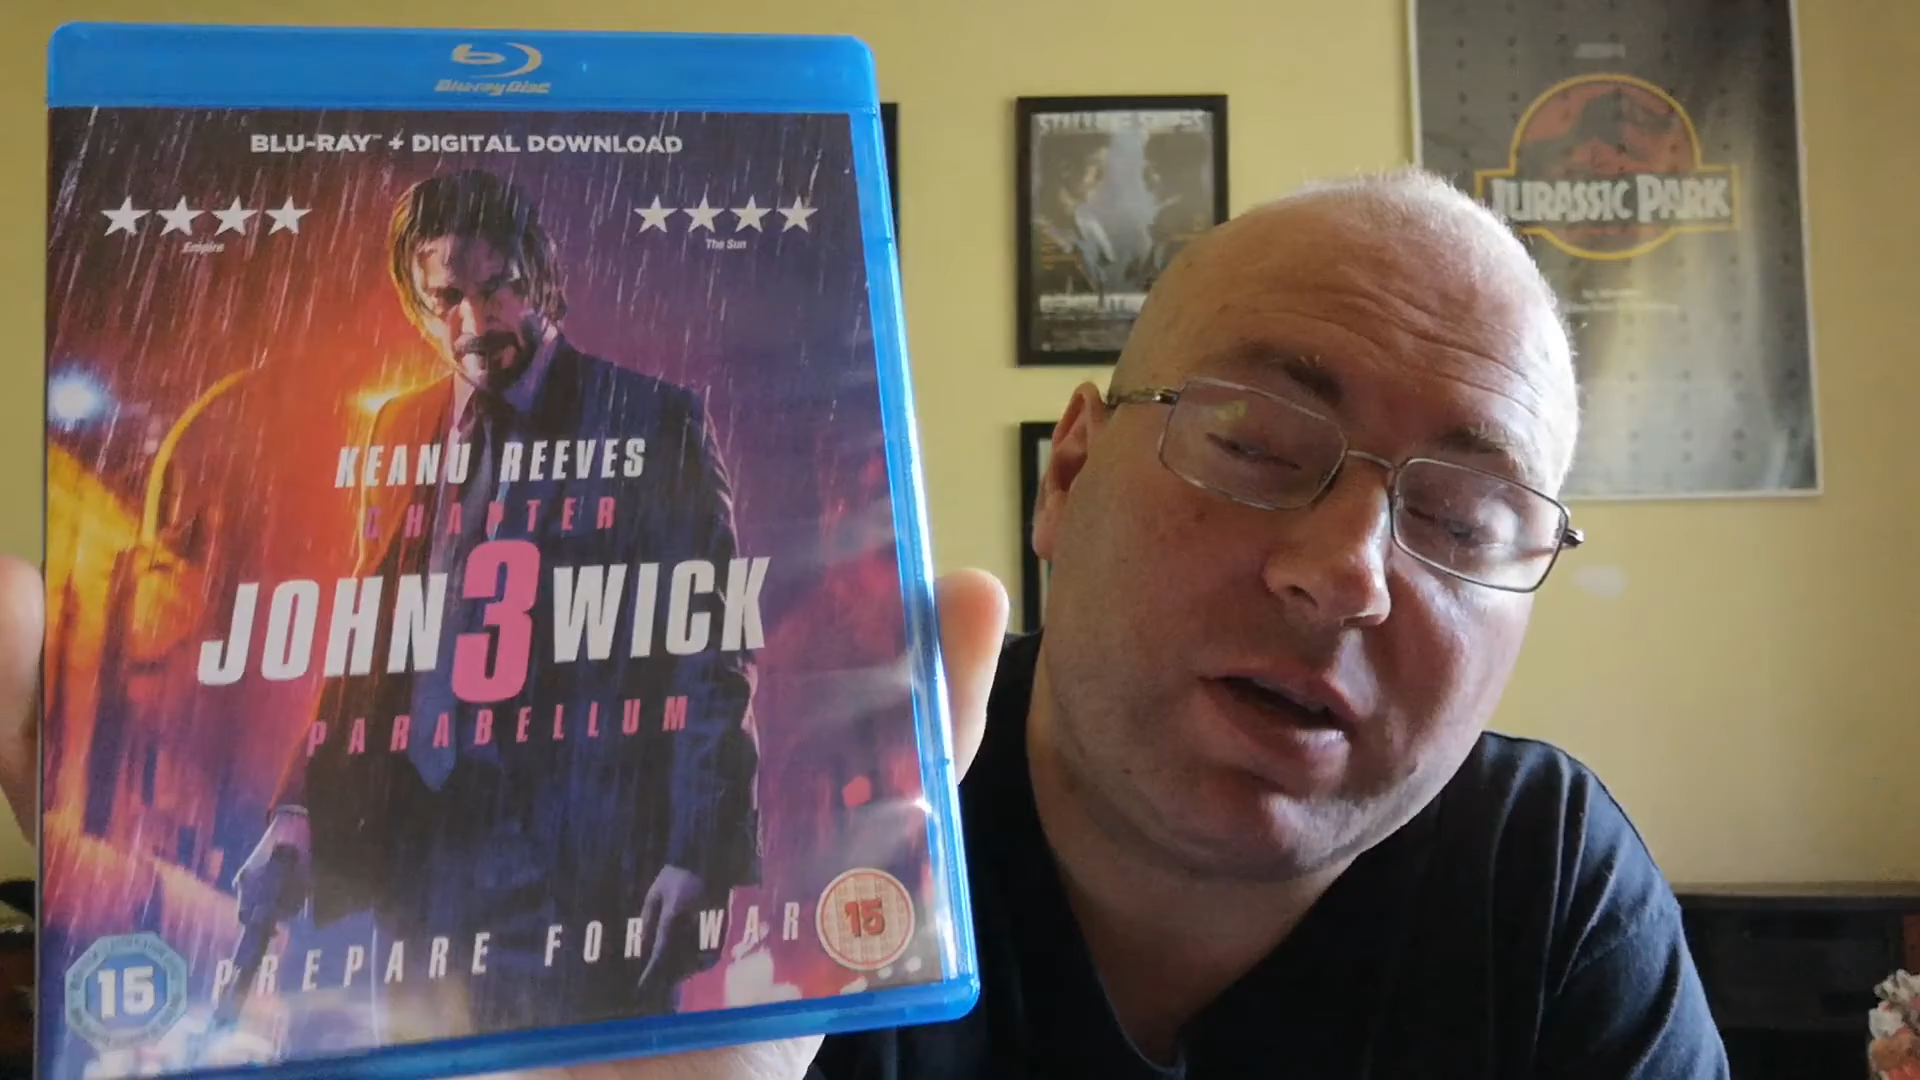 Blu-ray Disc
BLU-RAY™ + DIGITAL DOWNLOAD
Empire
The Sun
KEANU REEVES
CHAPTER
JOHN 3 WICK
PARABELLUM
PREPARE FOR WAR
15
15
STALLONE SNIPES
JURASSIC PARK